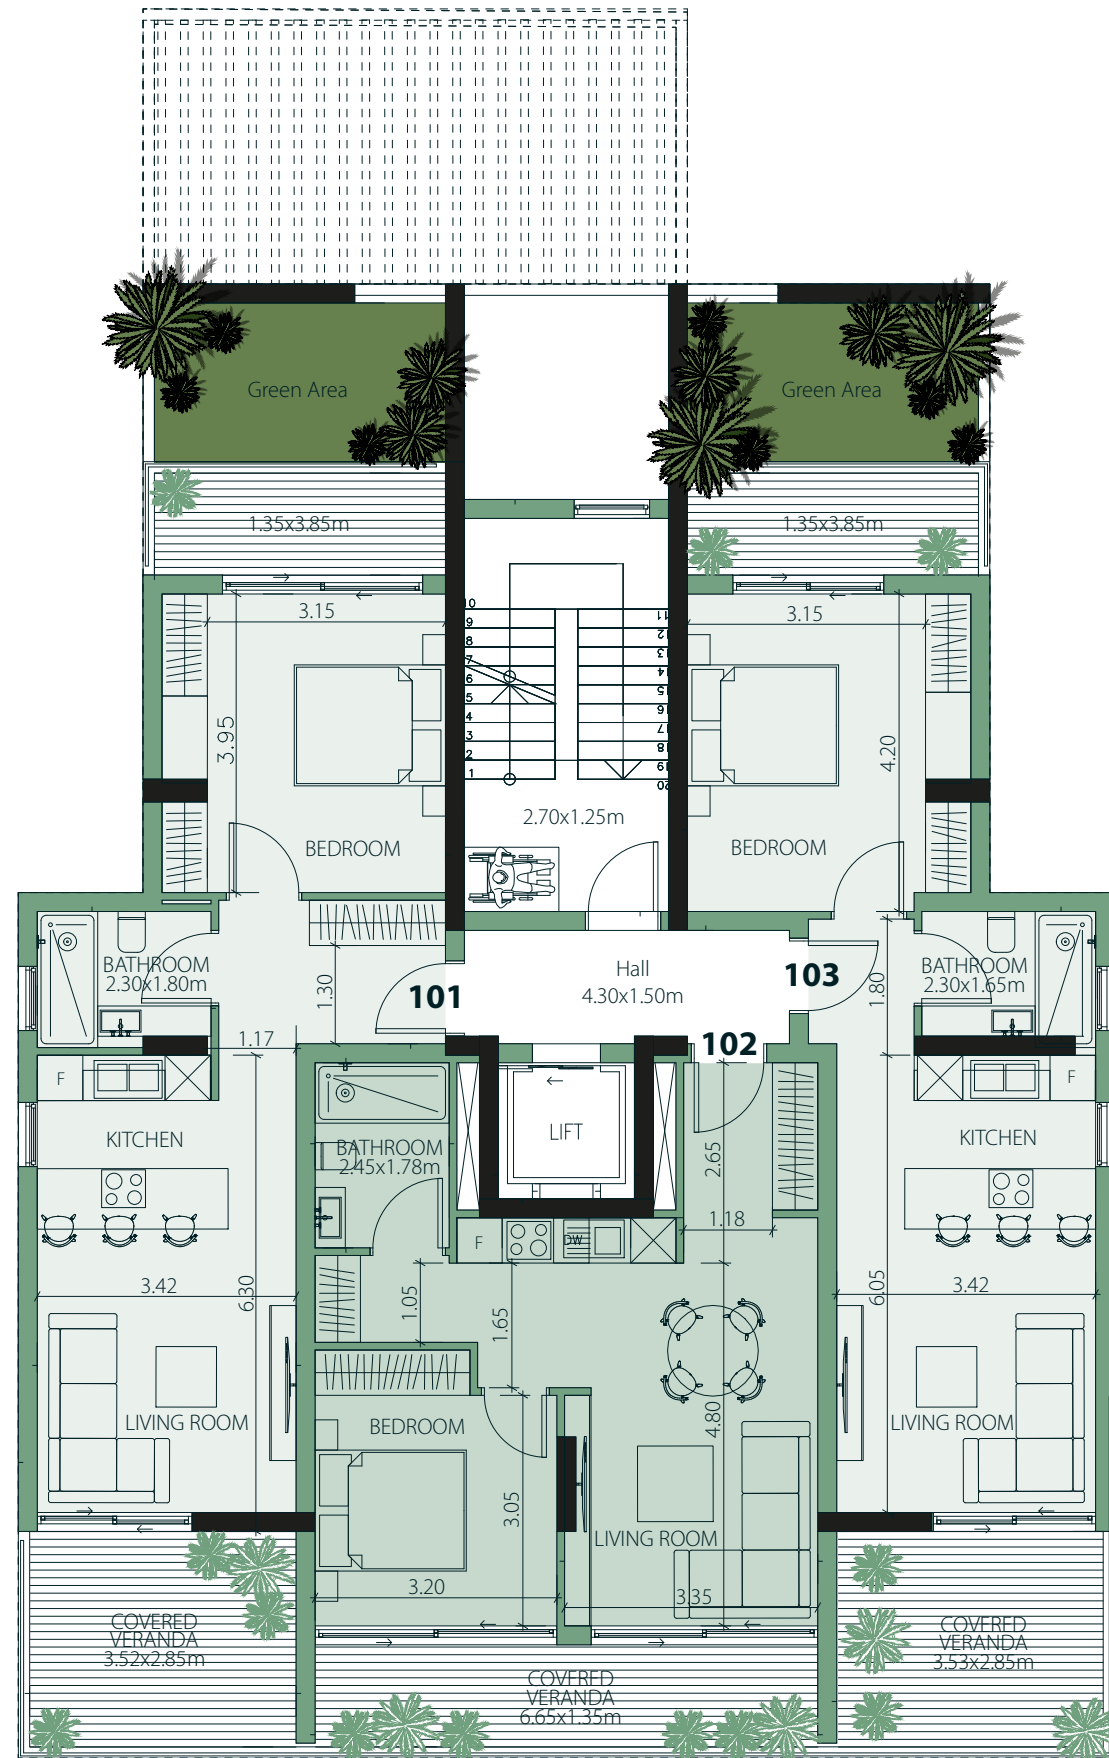 Green Area
Green Area
1.35x3.85m
1.35x3.85m
3.15
3.15
10
9
8
7
6
5
4
3
2
1
11
12
13
14
15
16
17
18
19
20
3.95
4.20
2.70x1.25m
BEDROOM
BEDROOM
BATHROOM
2.30x1.80m
1.30
101
Hall
4.30x1.50m
103
1.80
BATHROOM
2.30x1.65m
1.17
102
F
F
LIFT
KITCHEN
KITCHEN
BATHROOM
2.45x1.78m
2.65
1.18
F
DW
3.42
6.30
1.05
1.65
6.05
3.42
LIVING ROOM
BEDROOM
4.80
LIVING ROOM
3.05
LIVING ROOM
3.20
3.35
COVERED
VERANDA
3.52x2.85m
COVERED
VERANDA
3.53x2.85m
COVERED
VERANDA
6.65x1.35m